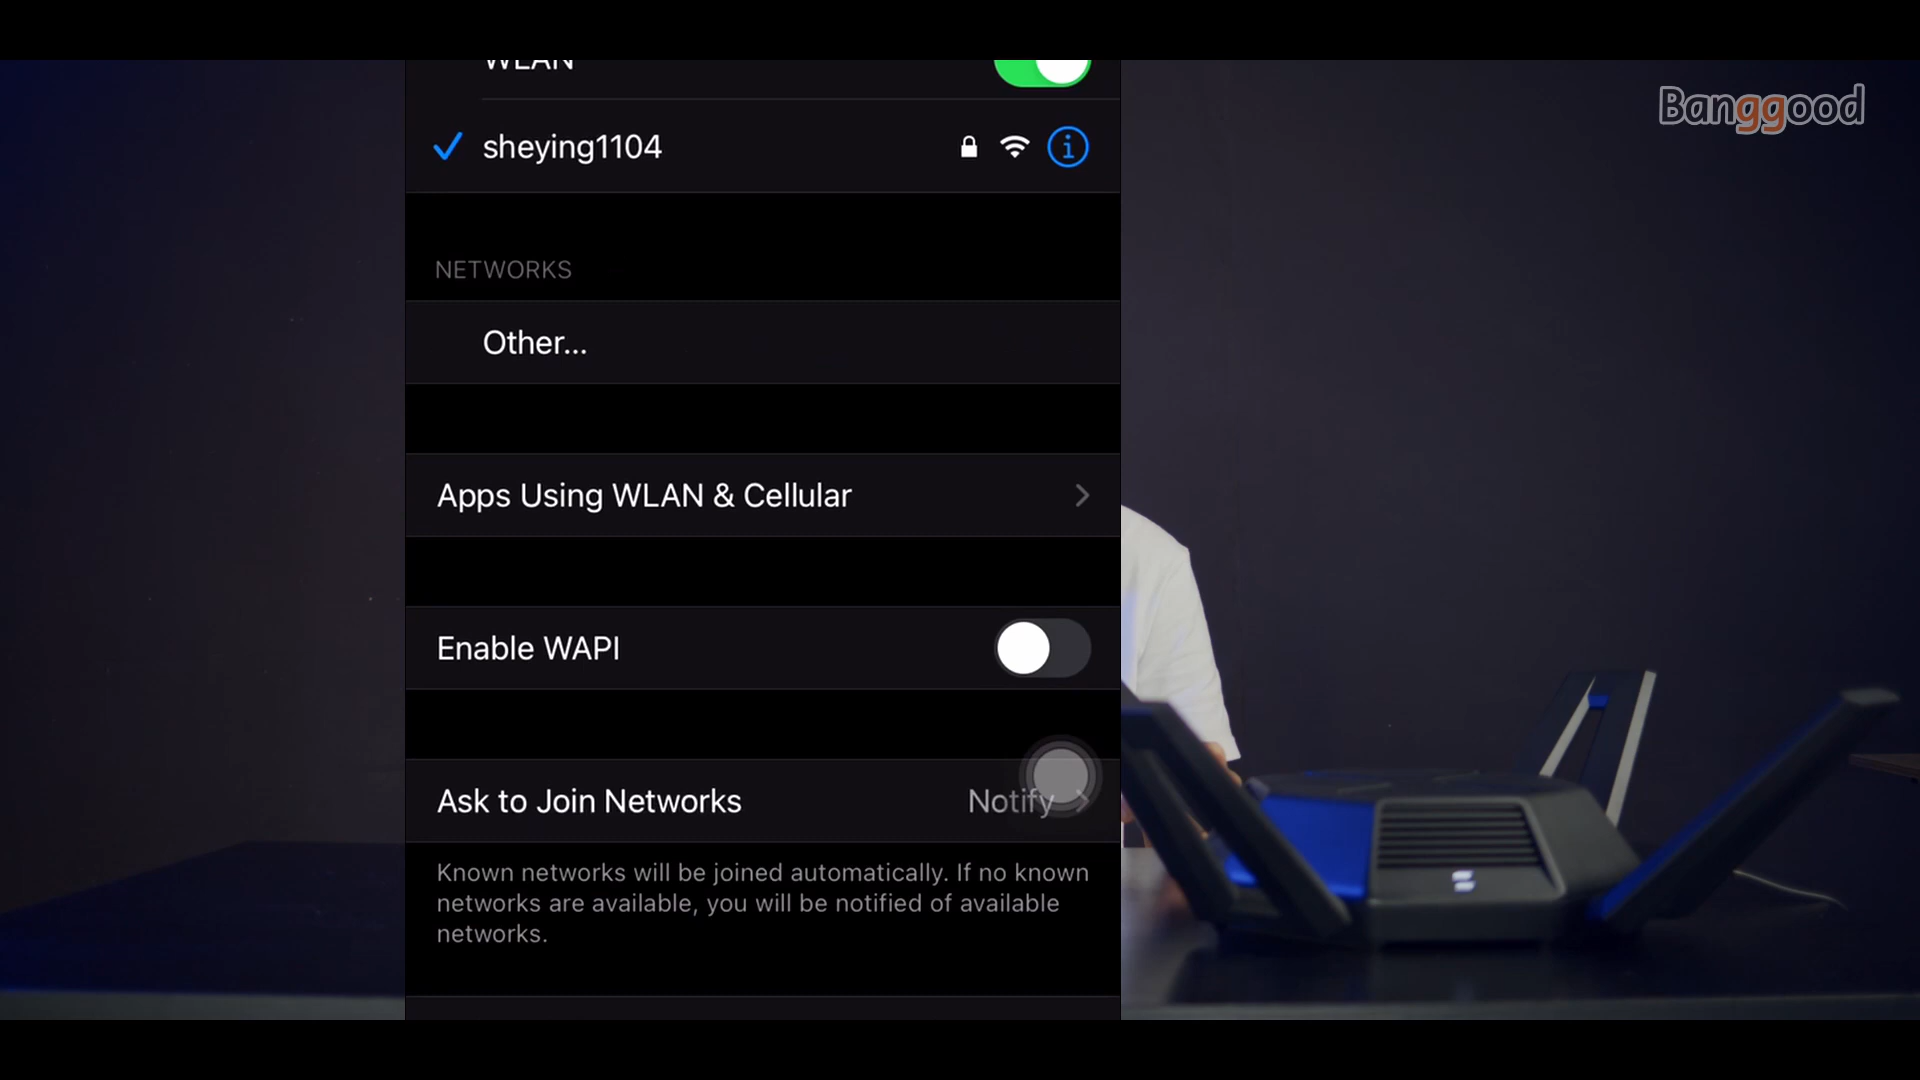 WLAN
Banggood
sheying1104
NETWORKS
Other...
Apps Using WLAN & Cellular
Enable WAPI
Ask to Join Networks
Notify
Known networks will be joined automatically. If no known
networks are available, you will be notified of available
networks.